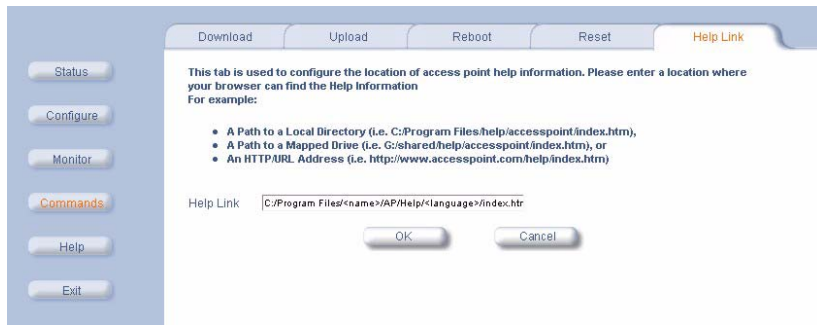 Download Upload Reboot Reset Help Link
Status
Configure
Monitor
Commands
Help
Exit
This tab is used to configure the location of access point help information. Please enter a location where
your browser can find the Help Information
For example:
• A Path to a Local Directory (i.e. C:/Program Files/help/accesspoint/index.htm),
• A Path to a Mapped Drive (i.e. G:/shared/help/accesspoint/index.htm), or
• An HTTP/URL Address (i.e. http://www.accesspoint.com/help/index.htm)
Help Link C:/Program Files/<name>/AP/Help/<language>/index.htr
OK Cancel